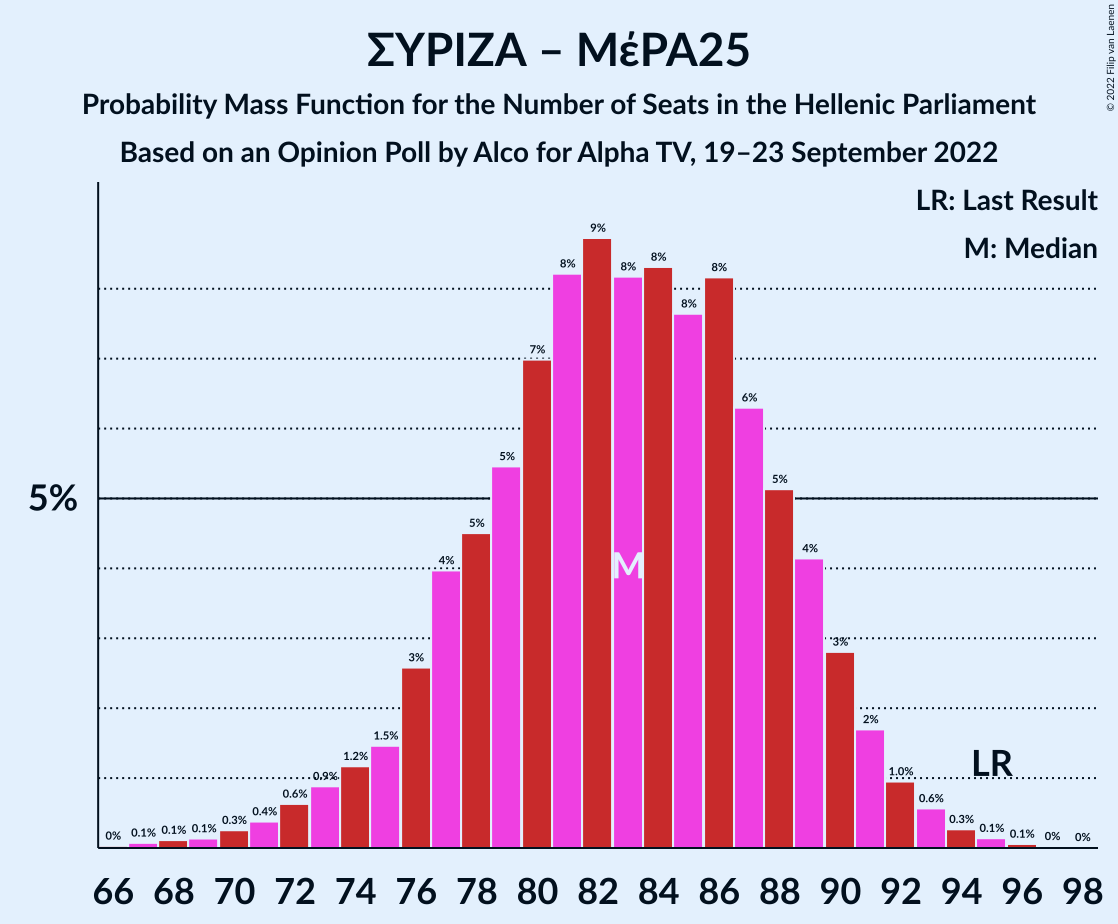 ΣΥΡΙΖΑ – ΜέΡΑ25
Probability Mass Function for the Number of Seats in the Hellenic Parliament
Based on an Opinion Poll by Alco for Alpha TV, 19–23 September 2022
© 2022 Filip van Laenen
LR: Last Result
M: Median
5%
0% 0.1% 0.1% 0.1% 0.3% 0.4% 0.6% 0.9% 1.2% 1.5% 3% 4% 5% 5% 7% 8% 9% 8% 8% 8% 8% 6% 5% 4% 3% 2% 1.0% 0.6% 0.3% 0.1% 0.1% 0% 0%
M
LR
66 68 70 72 74 76 78 80 82 84 86 88 90 92 94 96 98